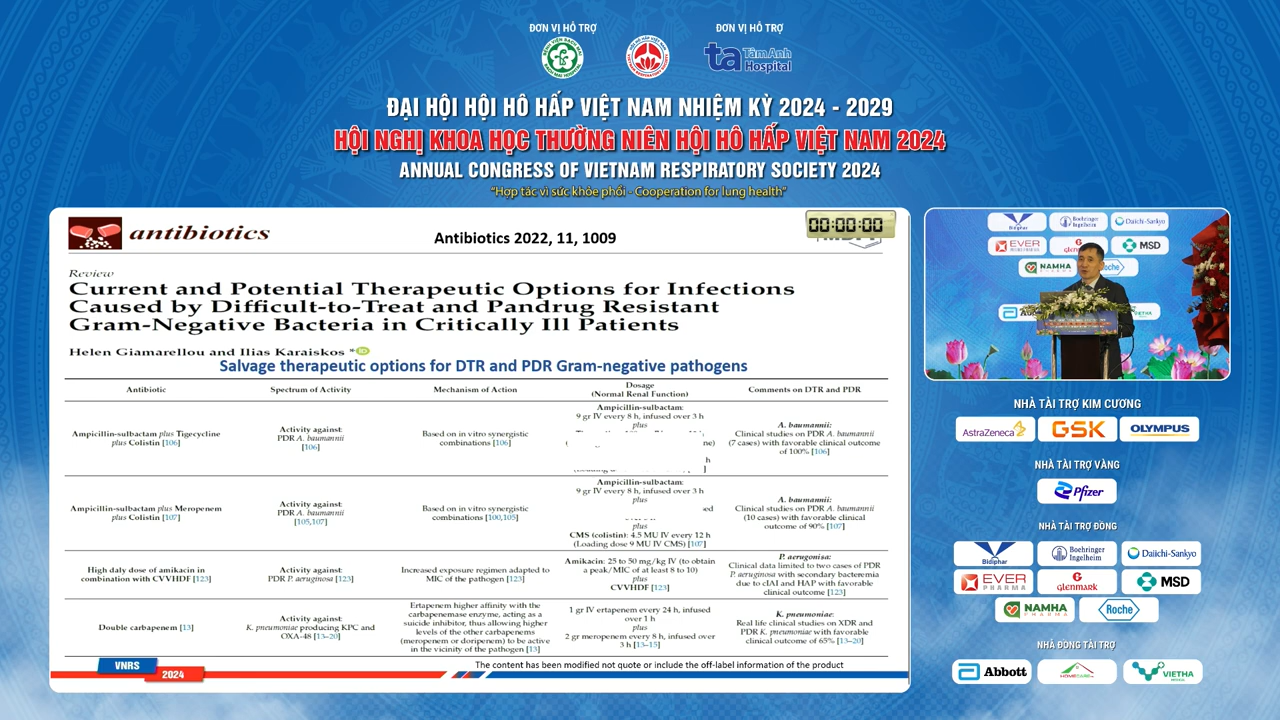 ĐƠN VỊ HỖ TRỢ
ĐƠN VỊ HỖ TRỢ
ta TâmAnh Hospital
ĐẠI HỘI HỘI HÔ HẤP VIỆT NAM NHIỆM KỲ 2024 - 2029
HỘI NGHỊ KHOA HỌC THƯỜNG NIÊN HỘI HÔ HẤP VIỆT NAM 2024
ANNUAL CONGRESS OF VIETNAM RESPIRATORY SOCIETY 2024
"Hợp tác vì sức khỏe phổi - Cooperation for lung health"
antibiotics
Antibiotics 2022, 11, 1009
00:00:00
Review
Current and Potential Therapeutic Options for Infections
Caused by Difficult-to-Treat and Pandrug Resistant
Gram-Negative Bacteria in Critically Ill Patients
Helen Giamarellou and Ilias Karaiskos *
Salvage therapeutic options for DTR and PDR Gram-negative pathogens
Antibiotic
Spectrum of Activity
Mechanism of Action
Dosage
(Normal Renal Function)
Comments on DTR and PDR
Ampicillin-sulbactam plus Tigecycline
plus Colistin [106]
Activity against:
PDR A. baumannii
[106]
Based on in vitro synergistic
combinations [106]
Ampicillin-sulbactam:
9 gr IV every 8 h, infused over 3 h
plus
A. baumannii:
Clinical studies on PDR A. baumannii
(7 cases) with favorable clinical outcome
of 100% [106]
Ampicillin-sulbactam plus Meropenem
plus Colistin [107]
Activity against:
PDR A. baumannii
[105,107]
Based on in vitro synergistic
combinations [100,105]
Ampicillin-sulbactam:
9 gr IV every 8 h, infused over 3 h
plus
plus
CMS (colistin): 4.5 MU IV every 12 h
(Loading dose 9 MU IV CMS) [107]
A. baumannii:
Clinical studies on PDR A. baumannii
(10 cases) with favorable clinical
outcome of 90% [107]
High daly dose of amikacin in
combination with CVVHDF [123]
Activity against:
PDR P. aeruginosa [123]
Increased exposure regimen adapted to
MIC of the pathogen [123]
Amikacin: 25 to 50 mg/kg IV (to obtain
a peak/MIC of at least 8 to 10)
plus
CVVHDF [123]
P. aerugonisa:
Clinical data limited to two cases of PDR
P. aeruginosa with secondary bacteremia
due to cIAI and HAP with favorable
clinical outcome [123]
Double carbapenem [13]
Activity against:
K. pneumoniae producing KPC and
OXA-48 [13–20]
Ertapenem higher affinity with the
carbapenemase enzyme, acting as a
suicide inhibitor, thus allowing higher
levels of the other carbapenems
(meropenem or doripenem) to be active
in the vicinity of the pathogen [13]
1 gr IV ertapenem every 24 h, infused
over 1 h
plus
2 gr meropenem every 8 h, infused over
3 h [13–15]
K. pneumoniae:
Real life clinical studies on XDR and
PDR K. pneumoniae with favorable
clinical outcome of 65% [13–20]
VNRS
2024
The content has been modified not quote or include the off-label information of the product
Bidiphar
Boehringer Ingelheim
Daiichi-Sankyo
EVER PHARMA
MSD
NAMHA
Roche
NHÀ TÀI TRỢ KIM CƯƠNG
AstraZeneca
GSK
OLYMPUS
NHÀ TÀI TRỢ VÀNG
Pfizer
NHÀ TÀI TRỢ ĐỒNG
Bidiphar
Boehringer Ingelheim
Daiichi-Sankyo
EVER PHARMA
glenmark
MSD
NAMHA PHARMA
Roche
NHÀ ĐỒNG TÀI TRỢ
Abbott
HOMECARE
VIETHA